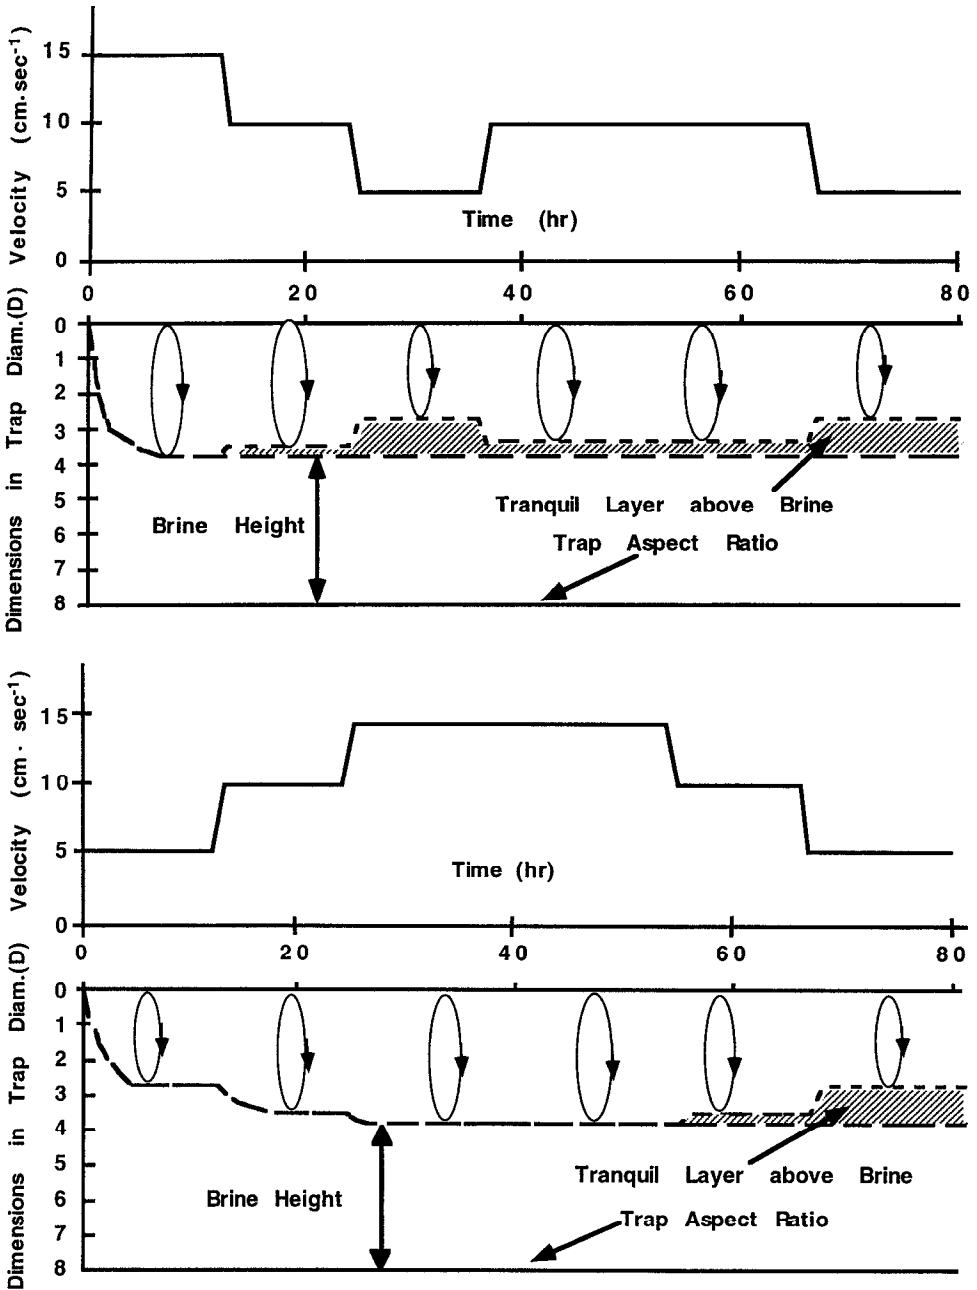 Velocity (cm·sec-1)
15
10
5
0
Time (hr)
0 20 40 60 80
Dimensions in Trap Diam.(D)
0
1
2
3
4
5
6
7
8
Tranquil Layer above Brine
Brine Height
Trap Aspect Ratio
Velocity (cm · sec-1)
15
10
5
0
Time (hr)
0 20 40 60 80
Dimensions in Trap Diam.(D)
0
1
2
3
4
5
6
7
8
Tranquil Layer above Brine
Brine Height
Trap Aspect Ratio